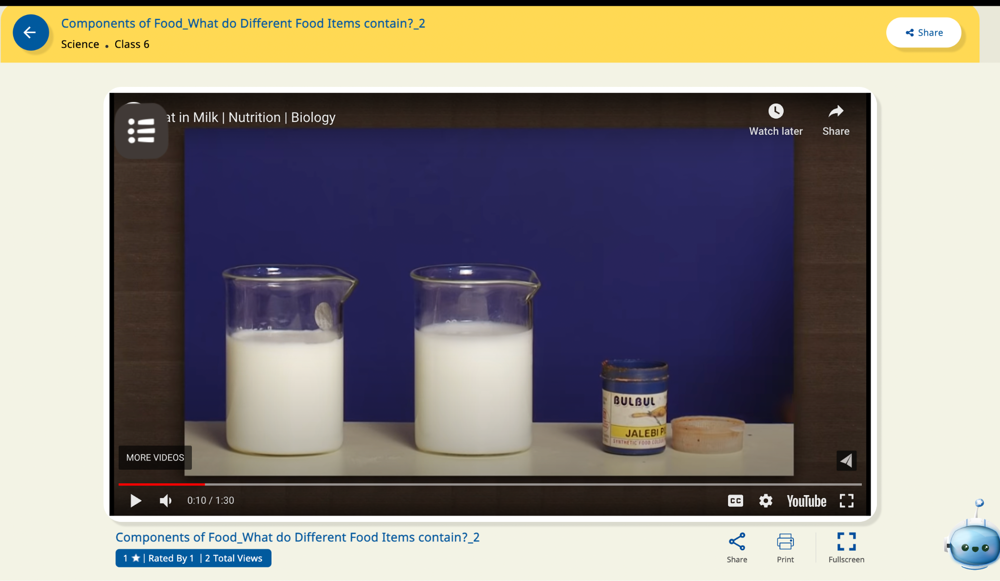 Components of Food_What do Different Food Items contain?_2
Science • Class 6
Share
at in Milk | Nutrition | Biology
Watch later
Share
BULBUL
JALEBI
SYNTHETIC FOOD
MORE VIDEOS
0:10 / 1:30
CC
YouTube
Components of Food_What do Different Food Items contain?_2
1 ★ | Rated By 1 | 2 Total Views
Share
Print
Fullscreen